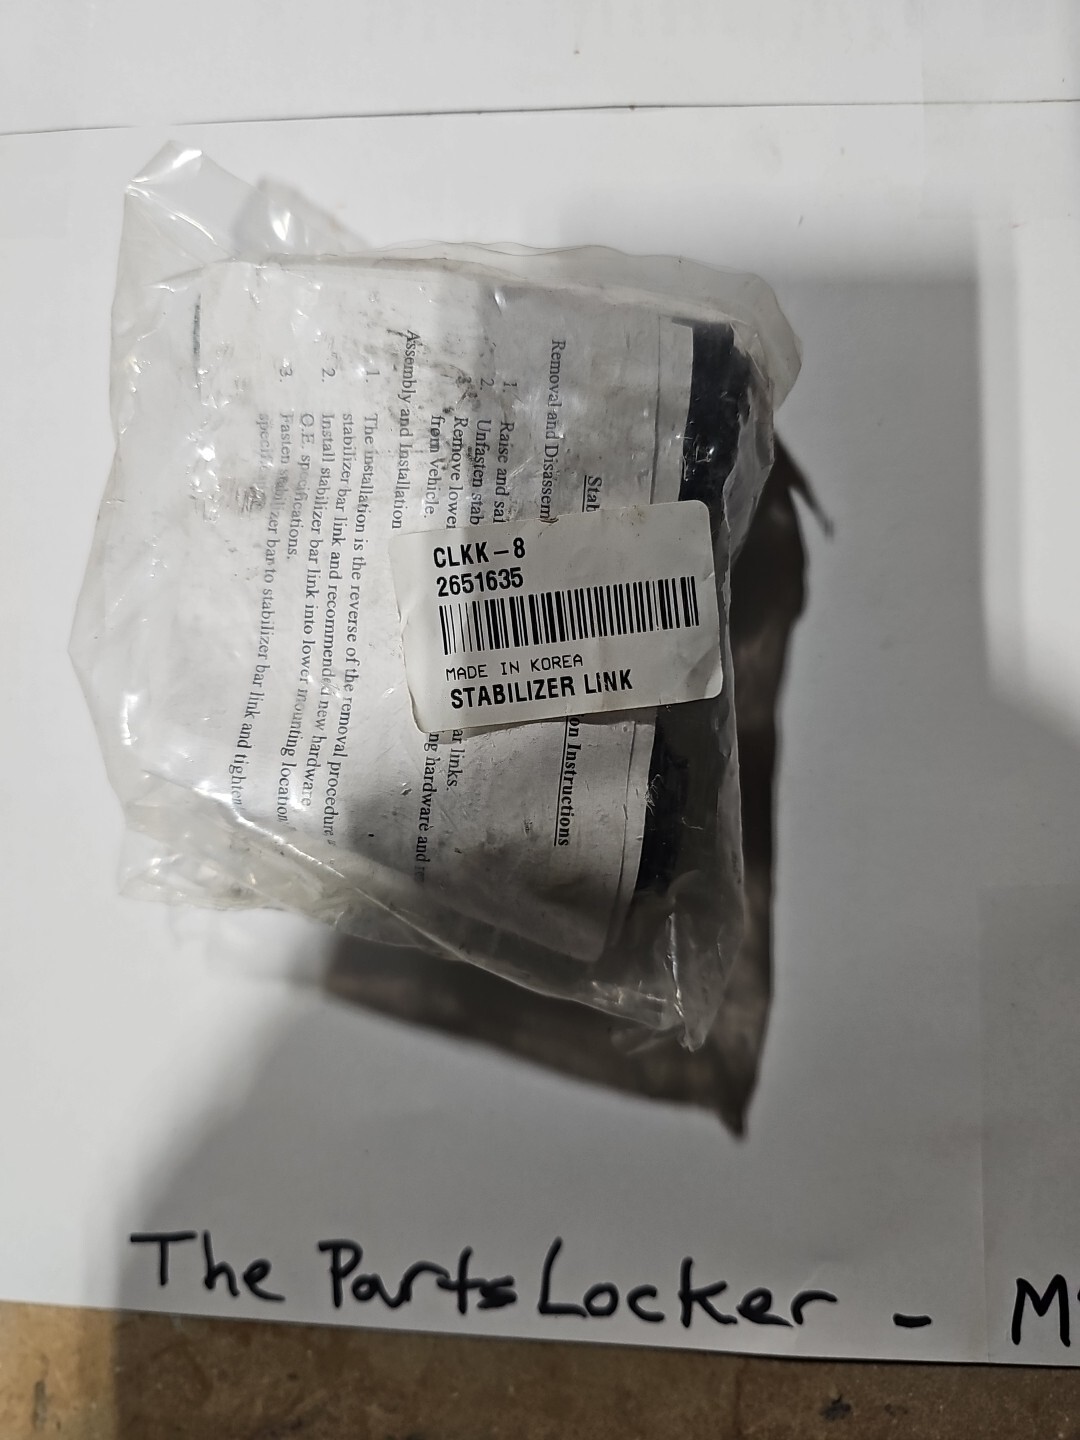 CLKK-8
2651635
MADE IN KOREA
STABILIZER LINK
on Instructions
Removal and Disassem
1. Raise and
2. Unfasten stab
ar links.
3. Remove lower
ng hardware and
from vehicle.
Assembly and Installation
1. The installation is the reverse of the removal procedure
stabilizer bar link and recommended new hardware
2. Install stabilizer bar link into lower mounting location
O.E. specifications.
3. Fasten stabilizer bar to stabilizer bar link and tighten
The Parts Locker - M